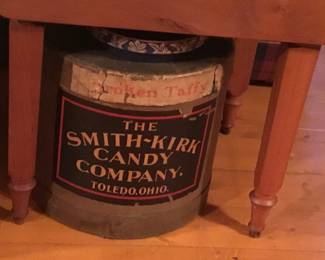 Broken Taffy
THE
SMITH-KIRK
CANDY
COMPANY.
TOLEDO, OHIO.